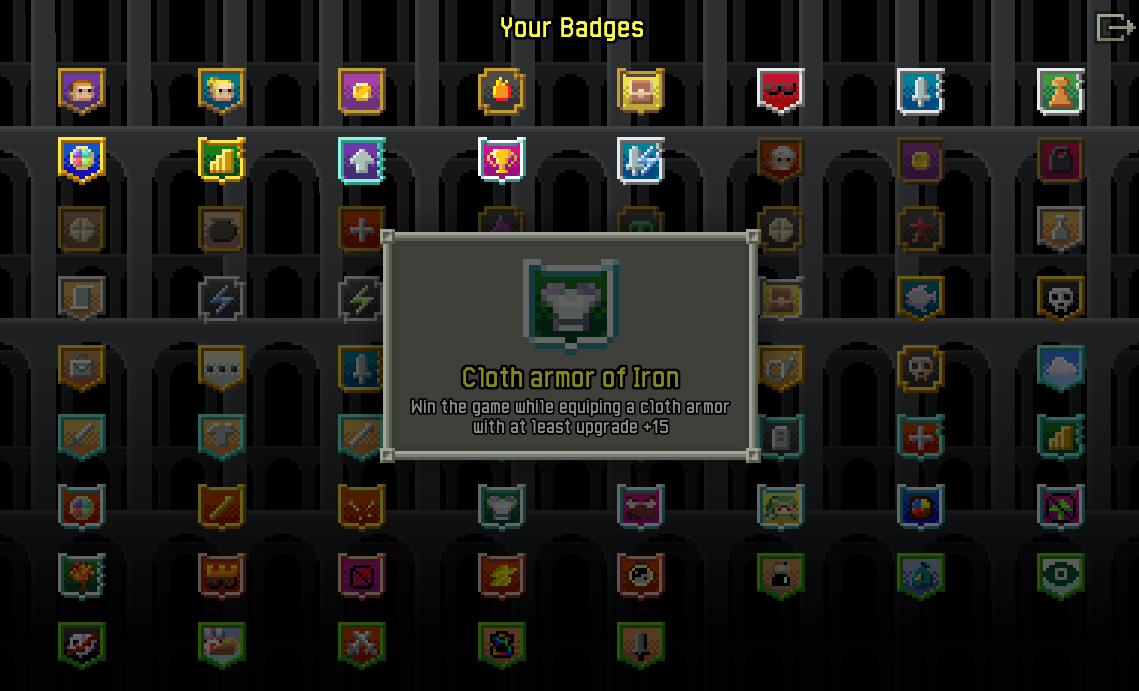 Your Badges
Cloth armor of Iron
Win the game while equiping a cloth armor
with at least upgrade +15